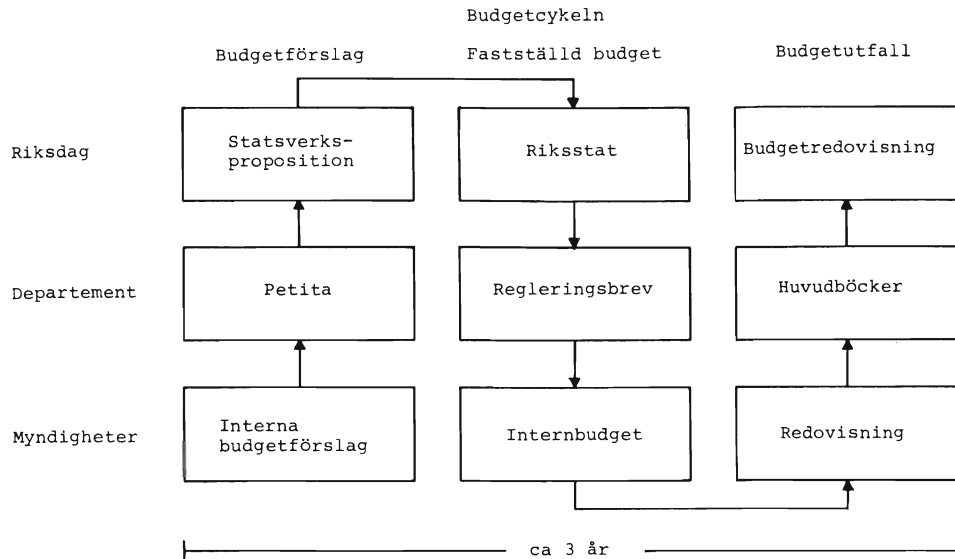 Budgetcykeln
Budgetförslag Fastställd budget Budgetutfall
Riksdag
Statsverks-
proposition
Riksstat
Budgetredovisning
Departement
Petita
Regleringsbrev
Huvudböcker
Myndigheter
Interna
budgetförslag
Internbudget
Redovisning
ca 3 år